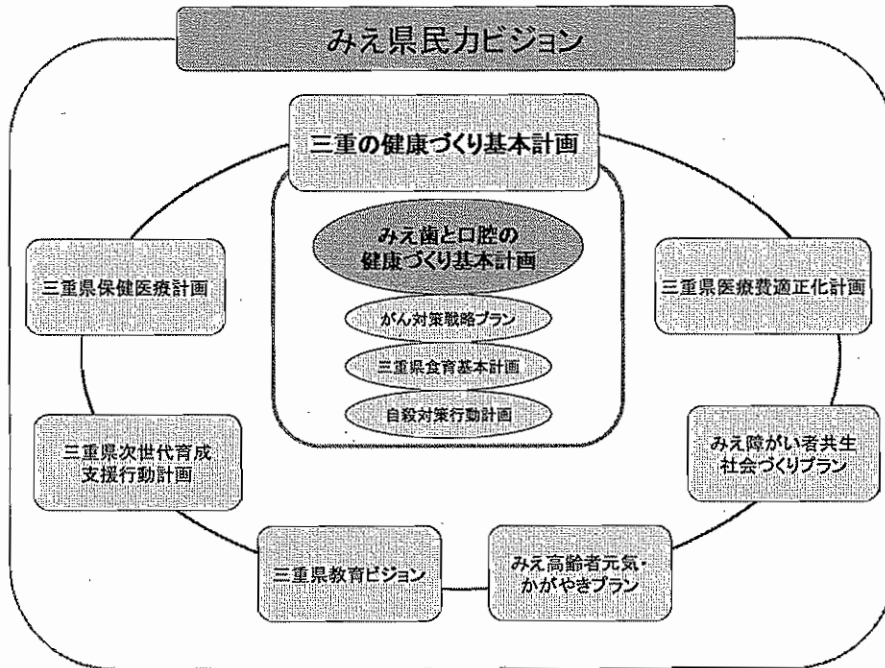 みえ県民力ビジョン
三重の健康づくり基本計画
みえ歯と口腔の
健康づくり基本計画
がん対策戦略プラン
三重県食育基本計画
自殺対策行動計画
三重県保健医療計画
三重県医療費適正化計画
三重県次世代育成
支援行動計画
みえ障がい者共生
社会づくりプラン
三重県教育ビジョン
みえ高齢者元気・
かがやきプラン